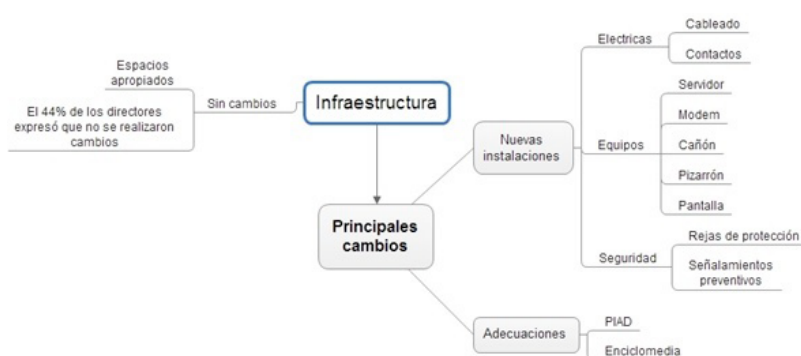 Espacios
apropiados
El 44% de los directores
expresó que no se realizaron
cambios
Sin cambios
Infraestructura
Principales
cambios
Nuevas
instalaciones
Electricas
Cableado
Contactos
Equipos
Servidor
Modem
Cañón
Pizarrón
Pantalla
Seguridad
Rejas de protección
Señalamientos
preventivos
Adecuaciones
PIAD
Enciclomedia